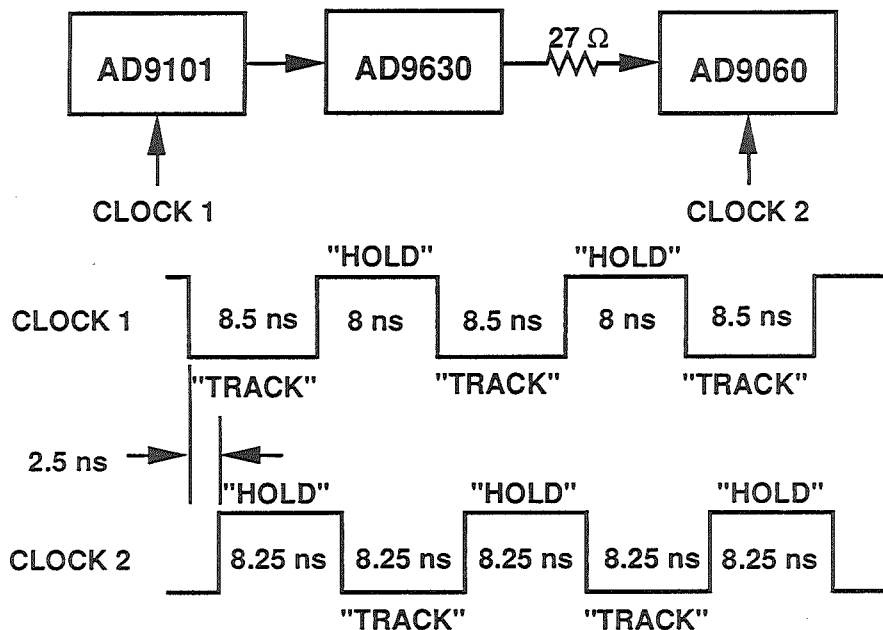 27 Ω
AD9101 AD9630 AD9060
CLOCK 1 CLOCK 2
"HOLD" "HOLD"
CLOCK 1 8.5 ns 8 ns 8.5 ns 8 ns 8.5 ns
"TRACK" "TRACK" "TRACK"
2.5 ns
"HOLD" "HOLD" "HOLD"
CLOCK 2 8.25 ns 8.25 ns 8.25 ns 8.25 ns 8.25 ns
"TRACK" "TRACK"